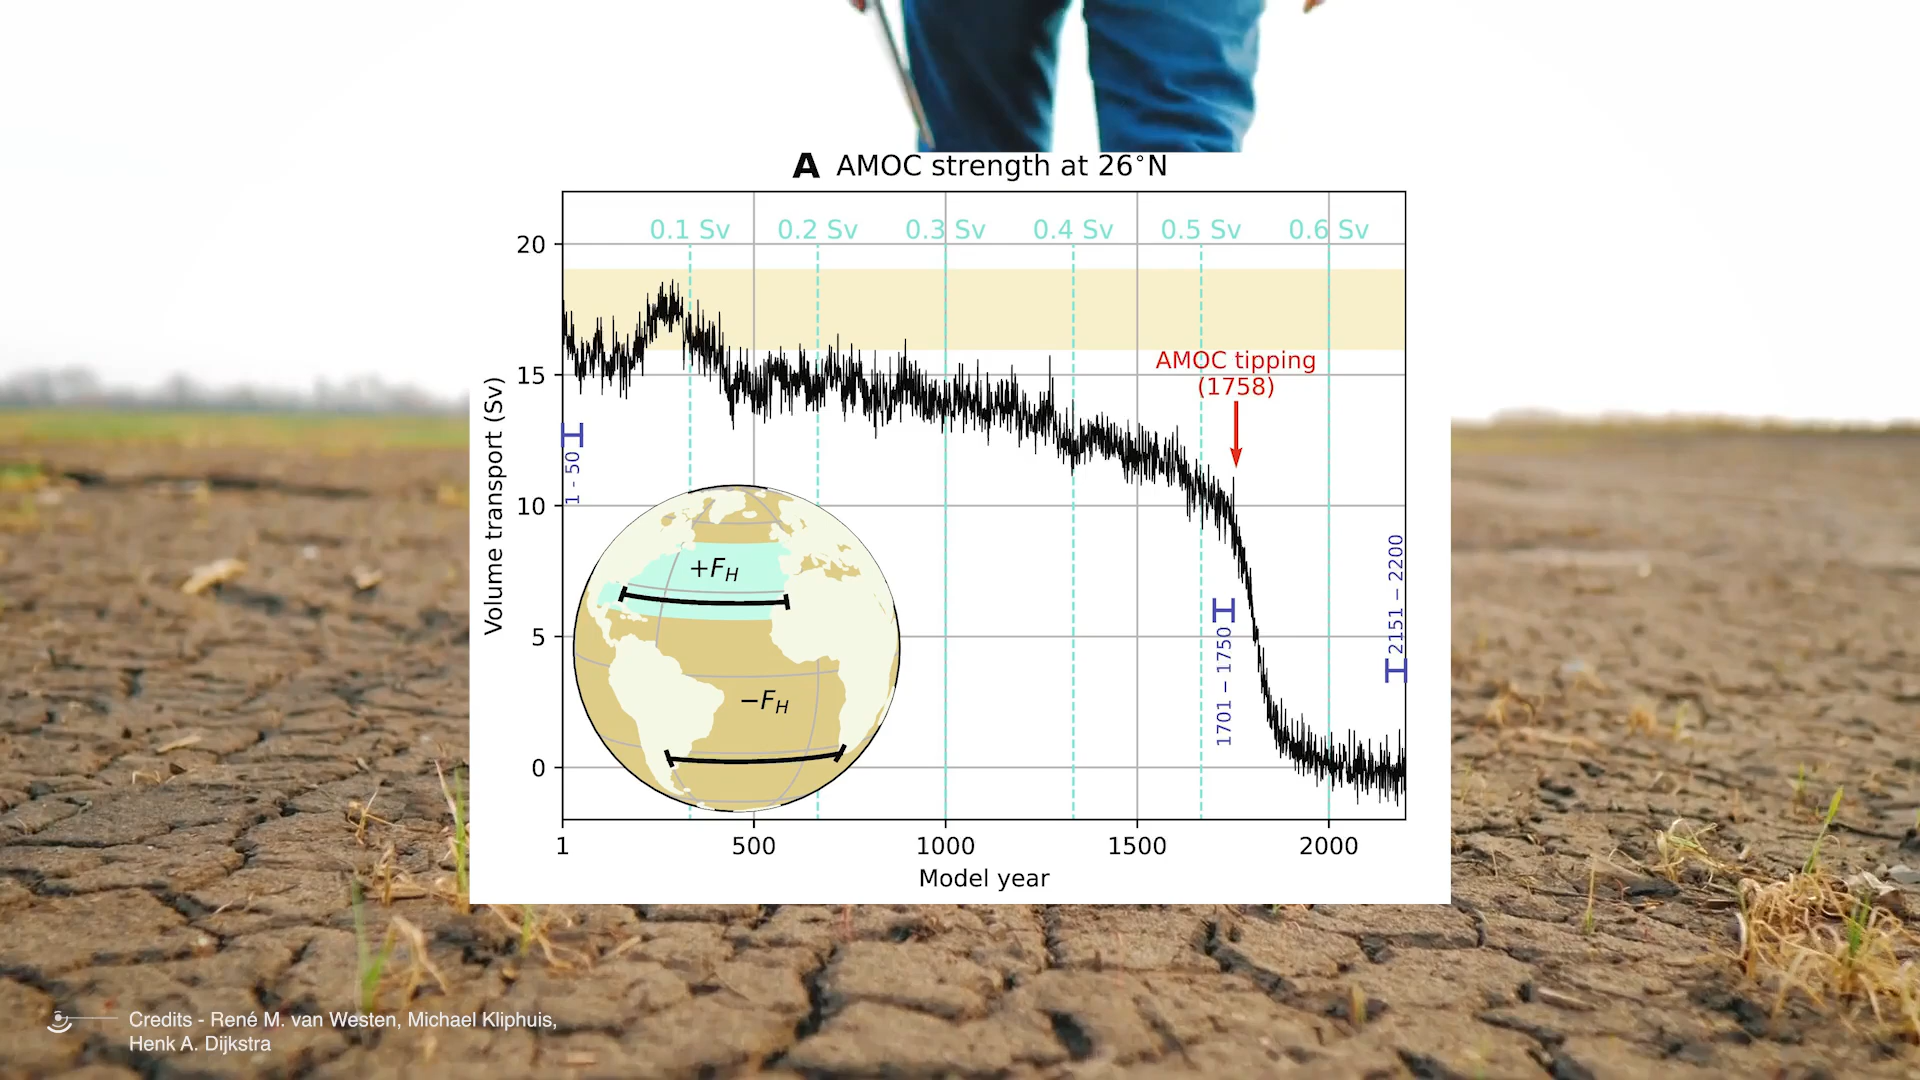 A AMOC strength at 26°N
0.1 Sv 0.2 Sv 0.3 Sv 0.4 Sv 0.5 Sv 0.6 Sv
20
15
10
5
0
Volume transport (Sv)
AMOC tipping
(1758)
1 - 50
1701 − 1750
2151 − 2200
+F_H
−F_H
1 500 1000 1500 2000
Model year
Credits - René M. van Westen, Michael Kliphuis,
Henk A. Dijkstra